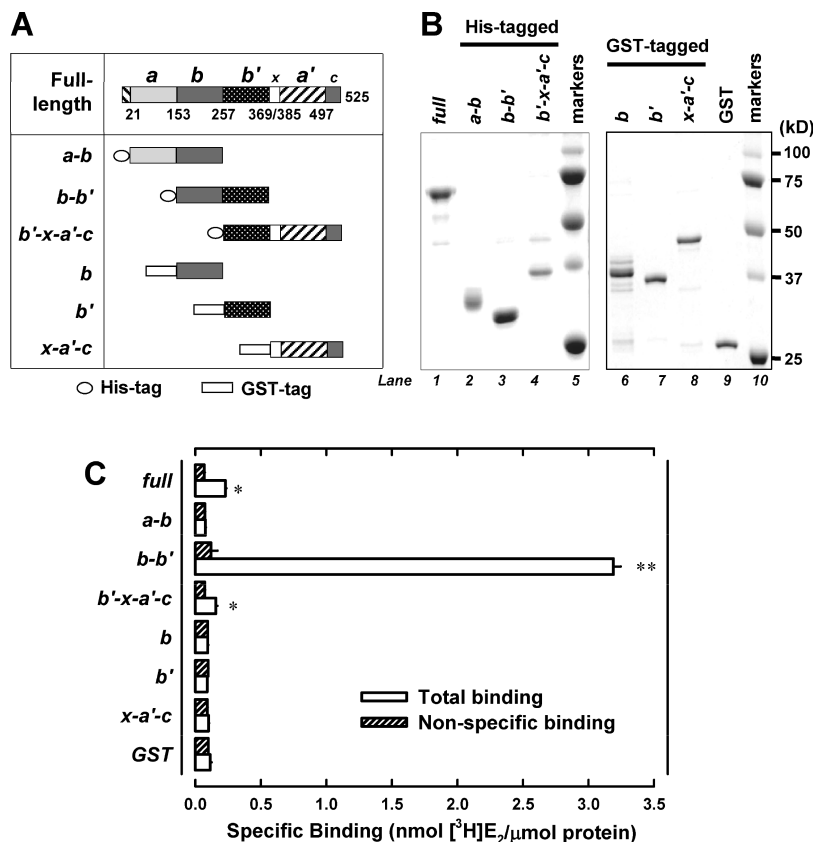 A
Full-
length
a b b' x a' c
21 153 257 369/385 497 525
a-b
b-b'
b'-x-a'-c
b
b'
x-a'-c
His-tag GST-tag
B
His-tagged
GST-tagged
full a-b b-b' b'-x-a'-c markers
b b' x-a'-c GST markers
(kD)
100
75
50
37
25
Lane 1 2 3 4 5 6 7 8 9 10
C
full *
a-b
b-b' **
b'-x-a'-c *
b
b'
x-a'-c
GST
Total binding
Non-specific binding
0.0 0.5 1.0 1.5 2.0 2.5 3.0 3.5
Specific Binding (nmol [³H]E₂/μmol protein)